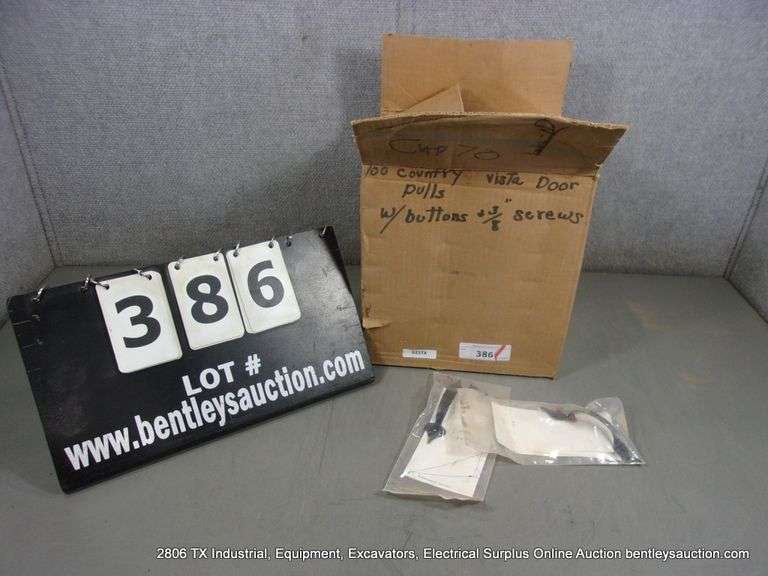 100 Country Vista Door
Pulls
w/ buttons + 3/8" screws
386
386
LOT #
www.bentleysauction.com
2806 TX Industrial, Equipment, Excavators, Electrical Surplus Online Auction bentleysauction.com